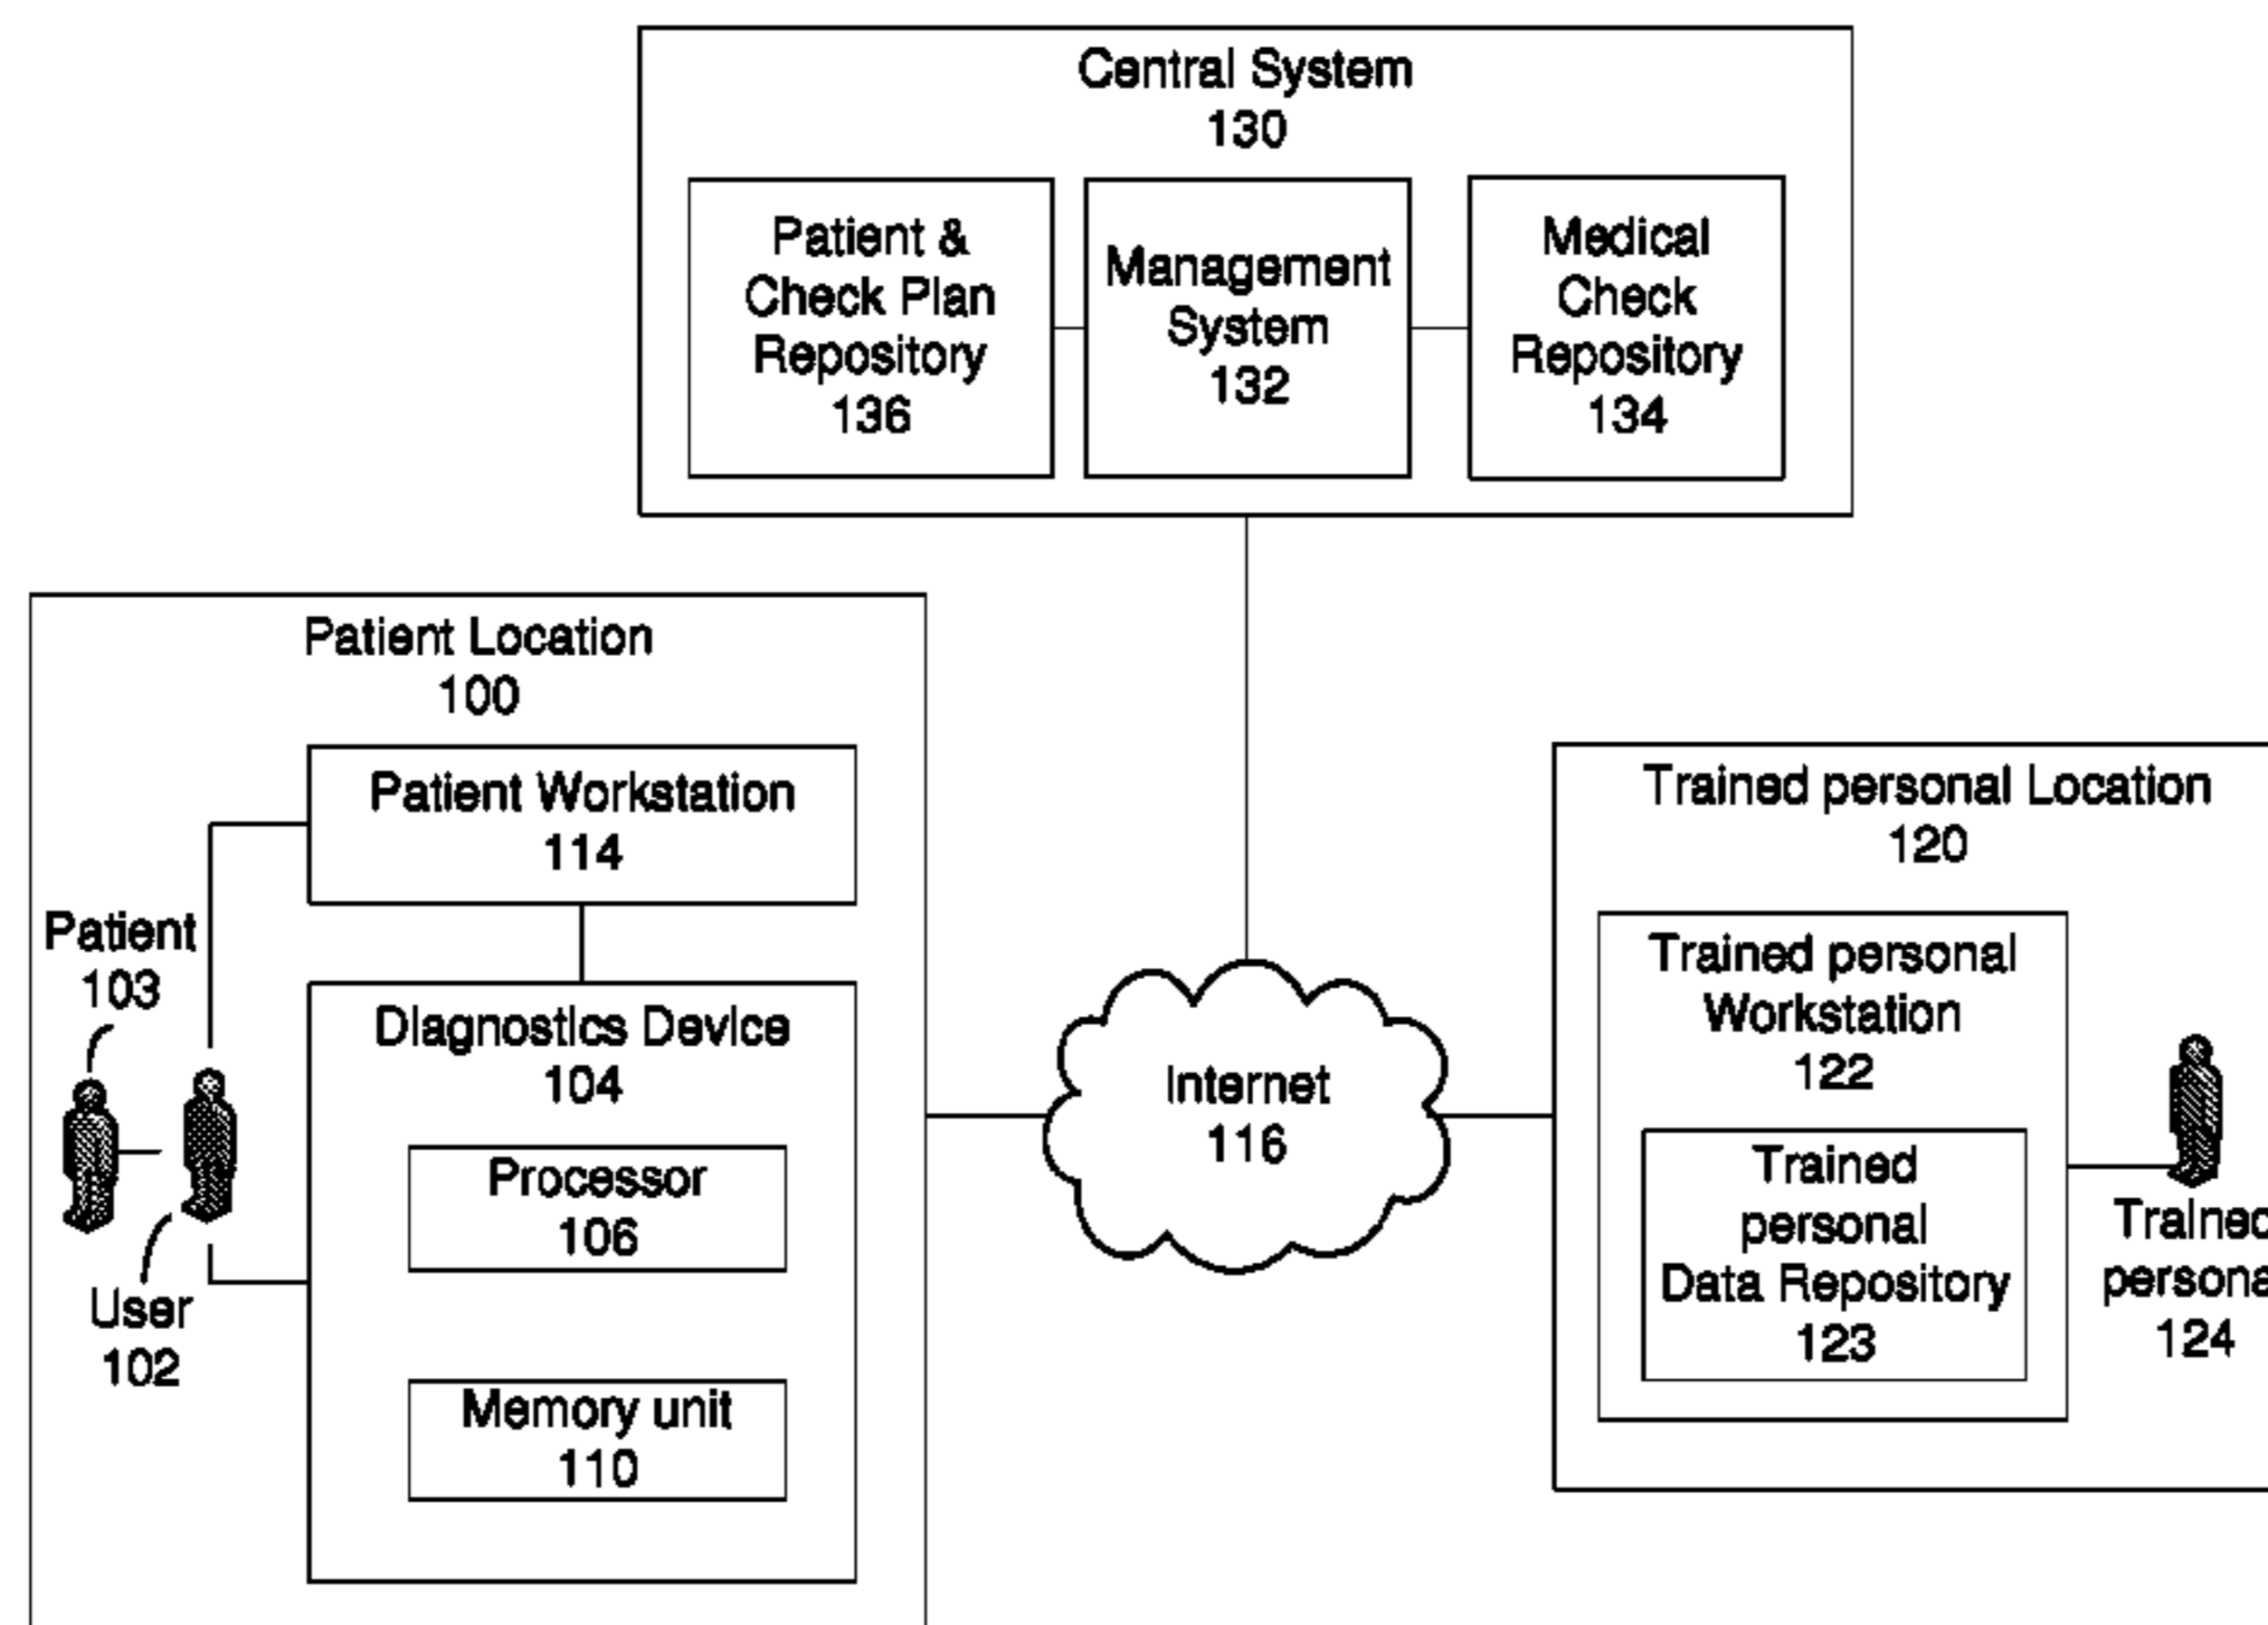 Central System
130
Patient &
Check Plan
Repository
136
Management
System
132
Medical
Check
Repository
134
Patient Location
100
Patient Workstation
114
Patient
103
Diagnostics Device
104
Processor
106
Memory unit
110
User
102
Internet
116
Trained personal Location
120
Trained personal
Workstation
122
Trained
personal
Data Repository
123
Trained
persona
124